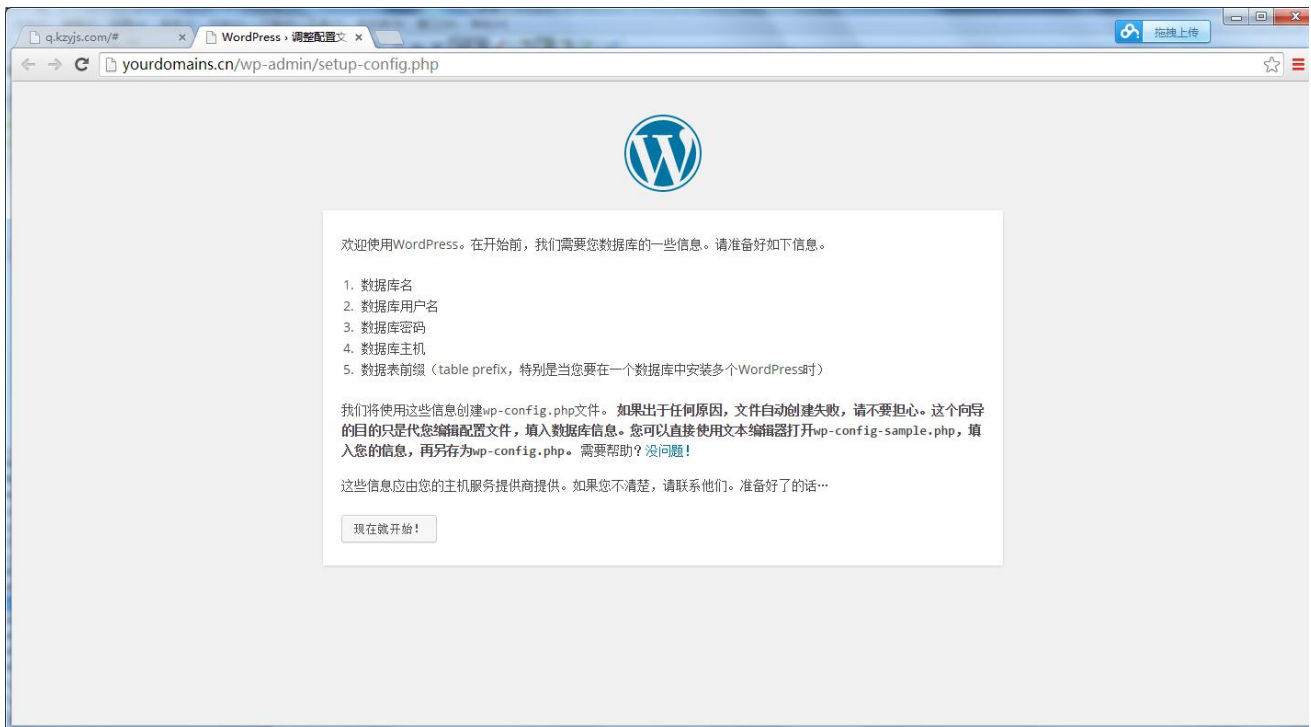 q.kzyjs.com/#
WordPress › 调整配置文
拖拽上传
yourdomains.cn/wp-admin/setup-config.php
欢迎使用WordPress。在开始前，我们需要您数据库的一些信息。请准备好如下信息。
1. 数据库名
2. 数据库用户名
3. 数据库密码
4. 数据库主机
5. 数据表前缀（table prefix，特别是当您要在一个数据库中安装多个WordPress时）
我们将使用这些信息创建wp-config.php文件。 如果出于任何原因，文件自动创建失败，请不要担心。这个向导
的目的只是代您编辑配置文件，填入数据库信息。您可以直接使用文本编辑器打开wp-config-sample.php，填
入您的信息，再另存为wp-config.php。 需要帮助？没问题！
这些信息应由您的主机服务提供商提供。如果您不清楚，请联系他们。准备好了的话…
现在就开始！